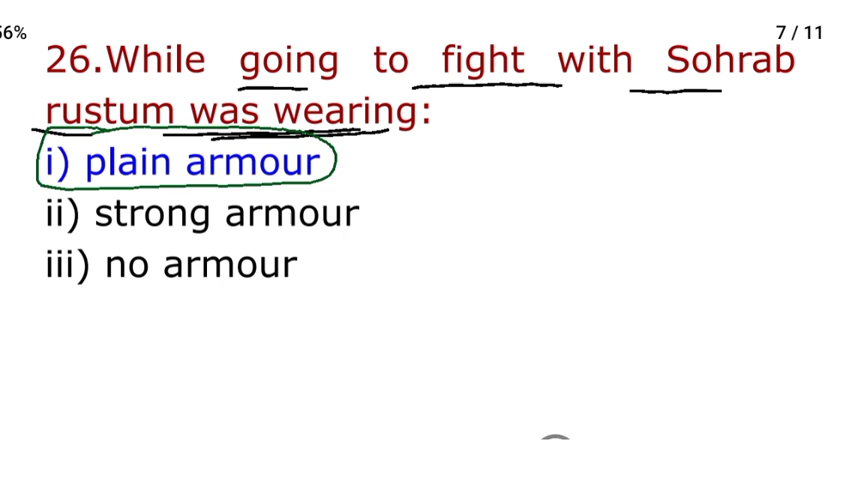 56%
7 / 11
26.While going to fight with Sohrab
rustum was wearing:
i) plain armour
ii) strong armour
iii) no armour